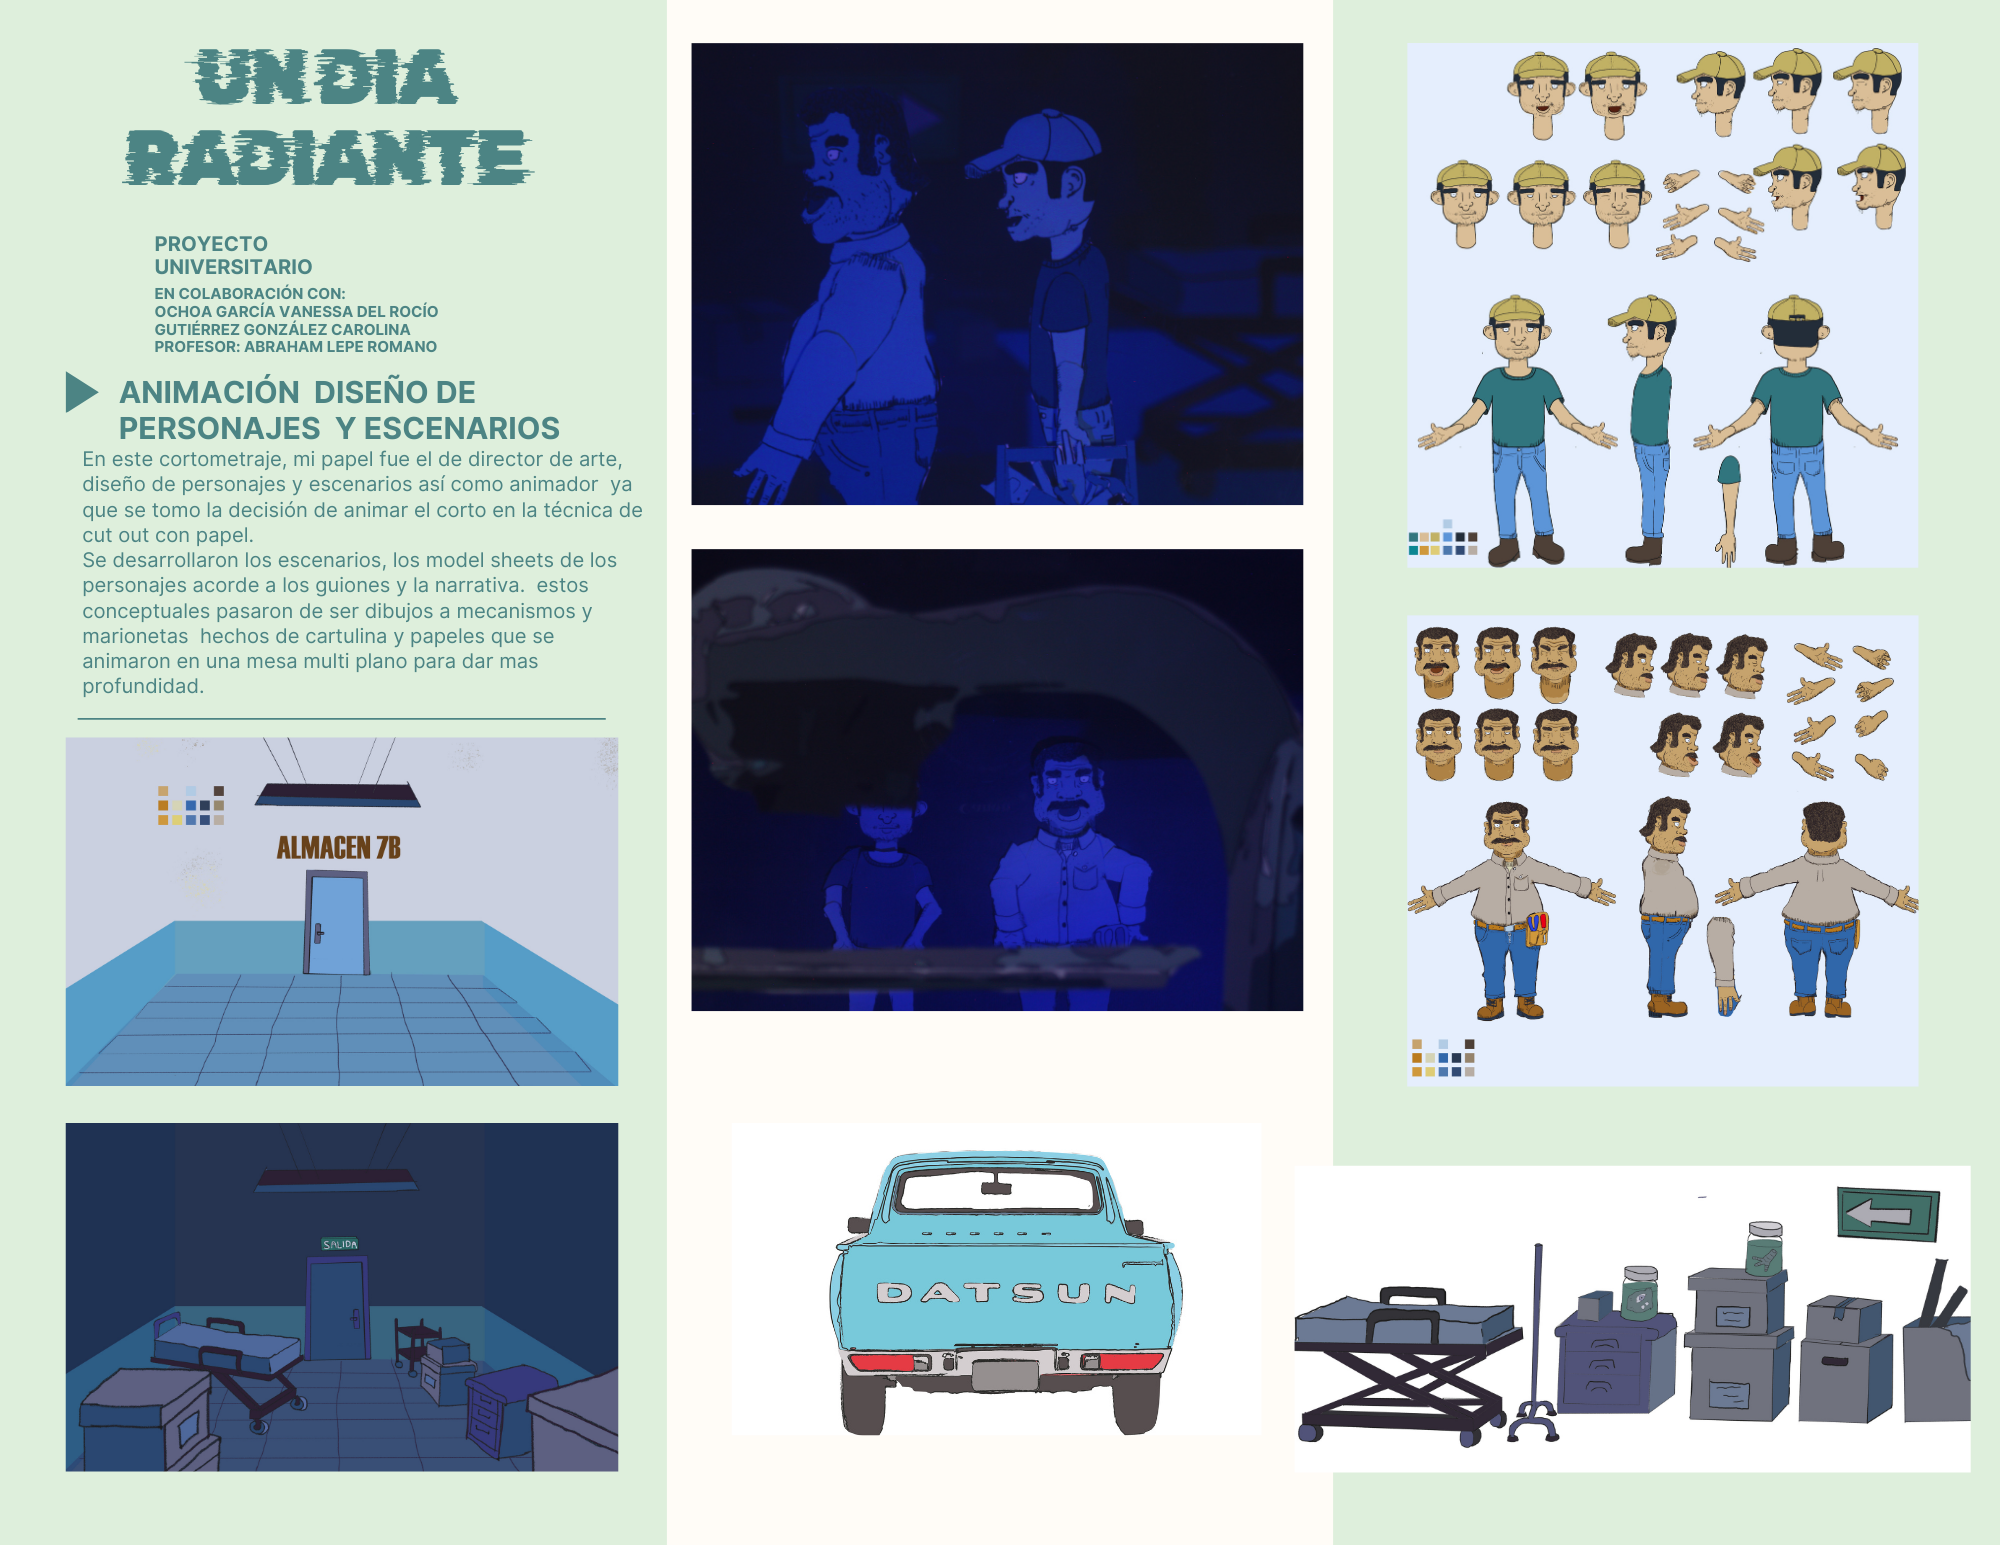 UN DIA
RADIANTE
PROYECTO
UNIVERSITARIO
EN COLABORACIÓN CON:
OCHOA GARCÍA VANESSA DEL ROCÍO
GUTIÉRREZ GONZÁLEZ CAROLINA
PROFESOR: ABRAHAM LEPE ROMANO
ANIMACIÓN DISEÑO DE
PERSONAJES Y ESCENARIOS
En este cortometraje, mi papel fue el de director de arte,
diseño de personajes y escenarios así como animador ya
que se tomo la decisión de animar el corto en la técnica de
cut out con papel.
Se desarrollaron los escenarios, los model sheets de los
personajes acorde a los guiones y la narrativa. estos
conceptuales pasaron de ser dibujos a mecanismos y
marionetas hechos de cartulina y papeles que se
animaron en una mesa multi plano para dar mas
profundidad.
ALMACEN 7B
SALIDA
DATSUN